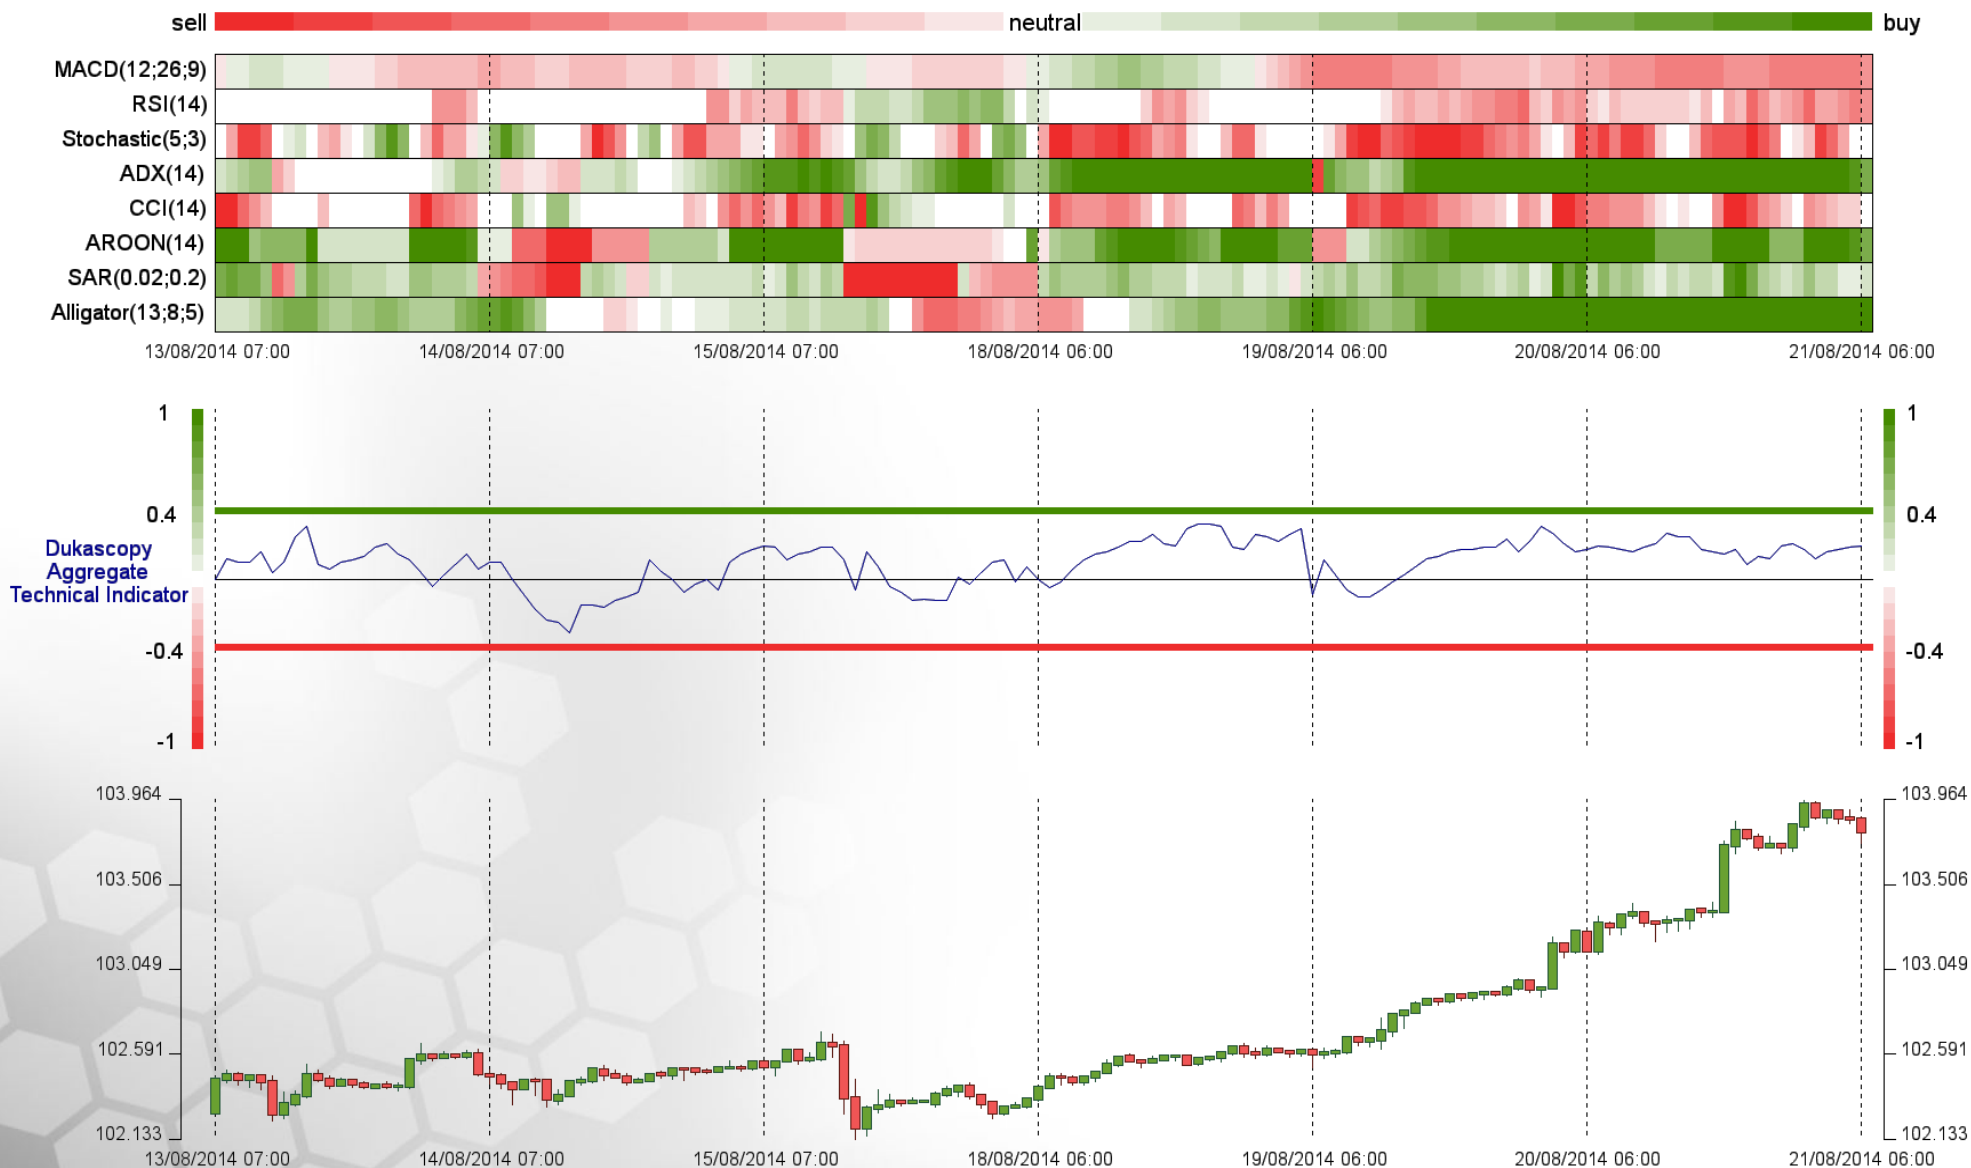 sell neutral buy
MACD(12;26;9)
RSI(14)
Stochastic(5;3)
ADX(14)
CCI(14)
AROON(14)
SAR(0.02;0.2)
Alligator(13;8;5)
13/08/2014 07:00 14/08/2014 07:00 15/08/2014 07:00 18/08/2014 06:00 19/08/2014 06:00 20/08/2014 06:00 21/08/2014 06:00
1 1
0.4 0.4
Dukascopy
Aggregate
Technical Indicator
-0.4 -0.4
-1 -1
103.964 103.964
103.506 103.506
103.049 103.049
102.591 102.591
102.133 102.133
13/08/2014 07:00 14/08/2014 07:00 15/08/2014 07:00 18/08/2014 06:00 19/08/2014 06:00 20/08/2014 06:00 21/08/2014 06:00